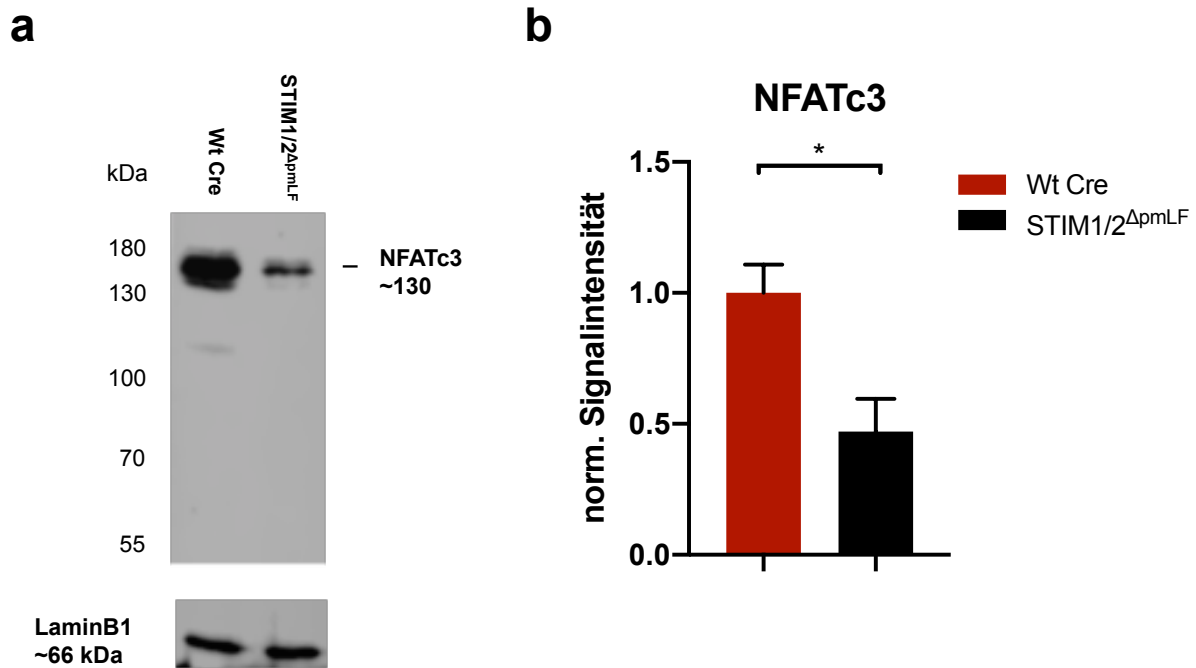 a
Wt Cre
STIM1/2ΔpmLF
kDa
180
130
100
70
55
NFATc3
~130
LaminB1
~66 kDa
b
NFATc3
*
norm. Signalintensität
1.5
1.0
0.5
0.0
Wt Cre
STIM1/2ΔpmLF